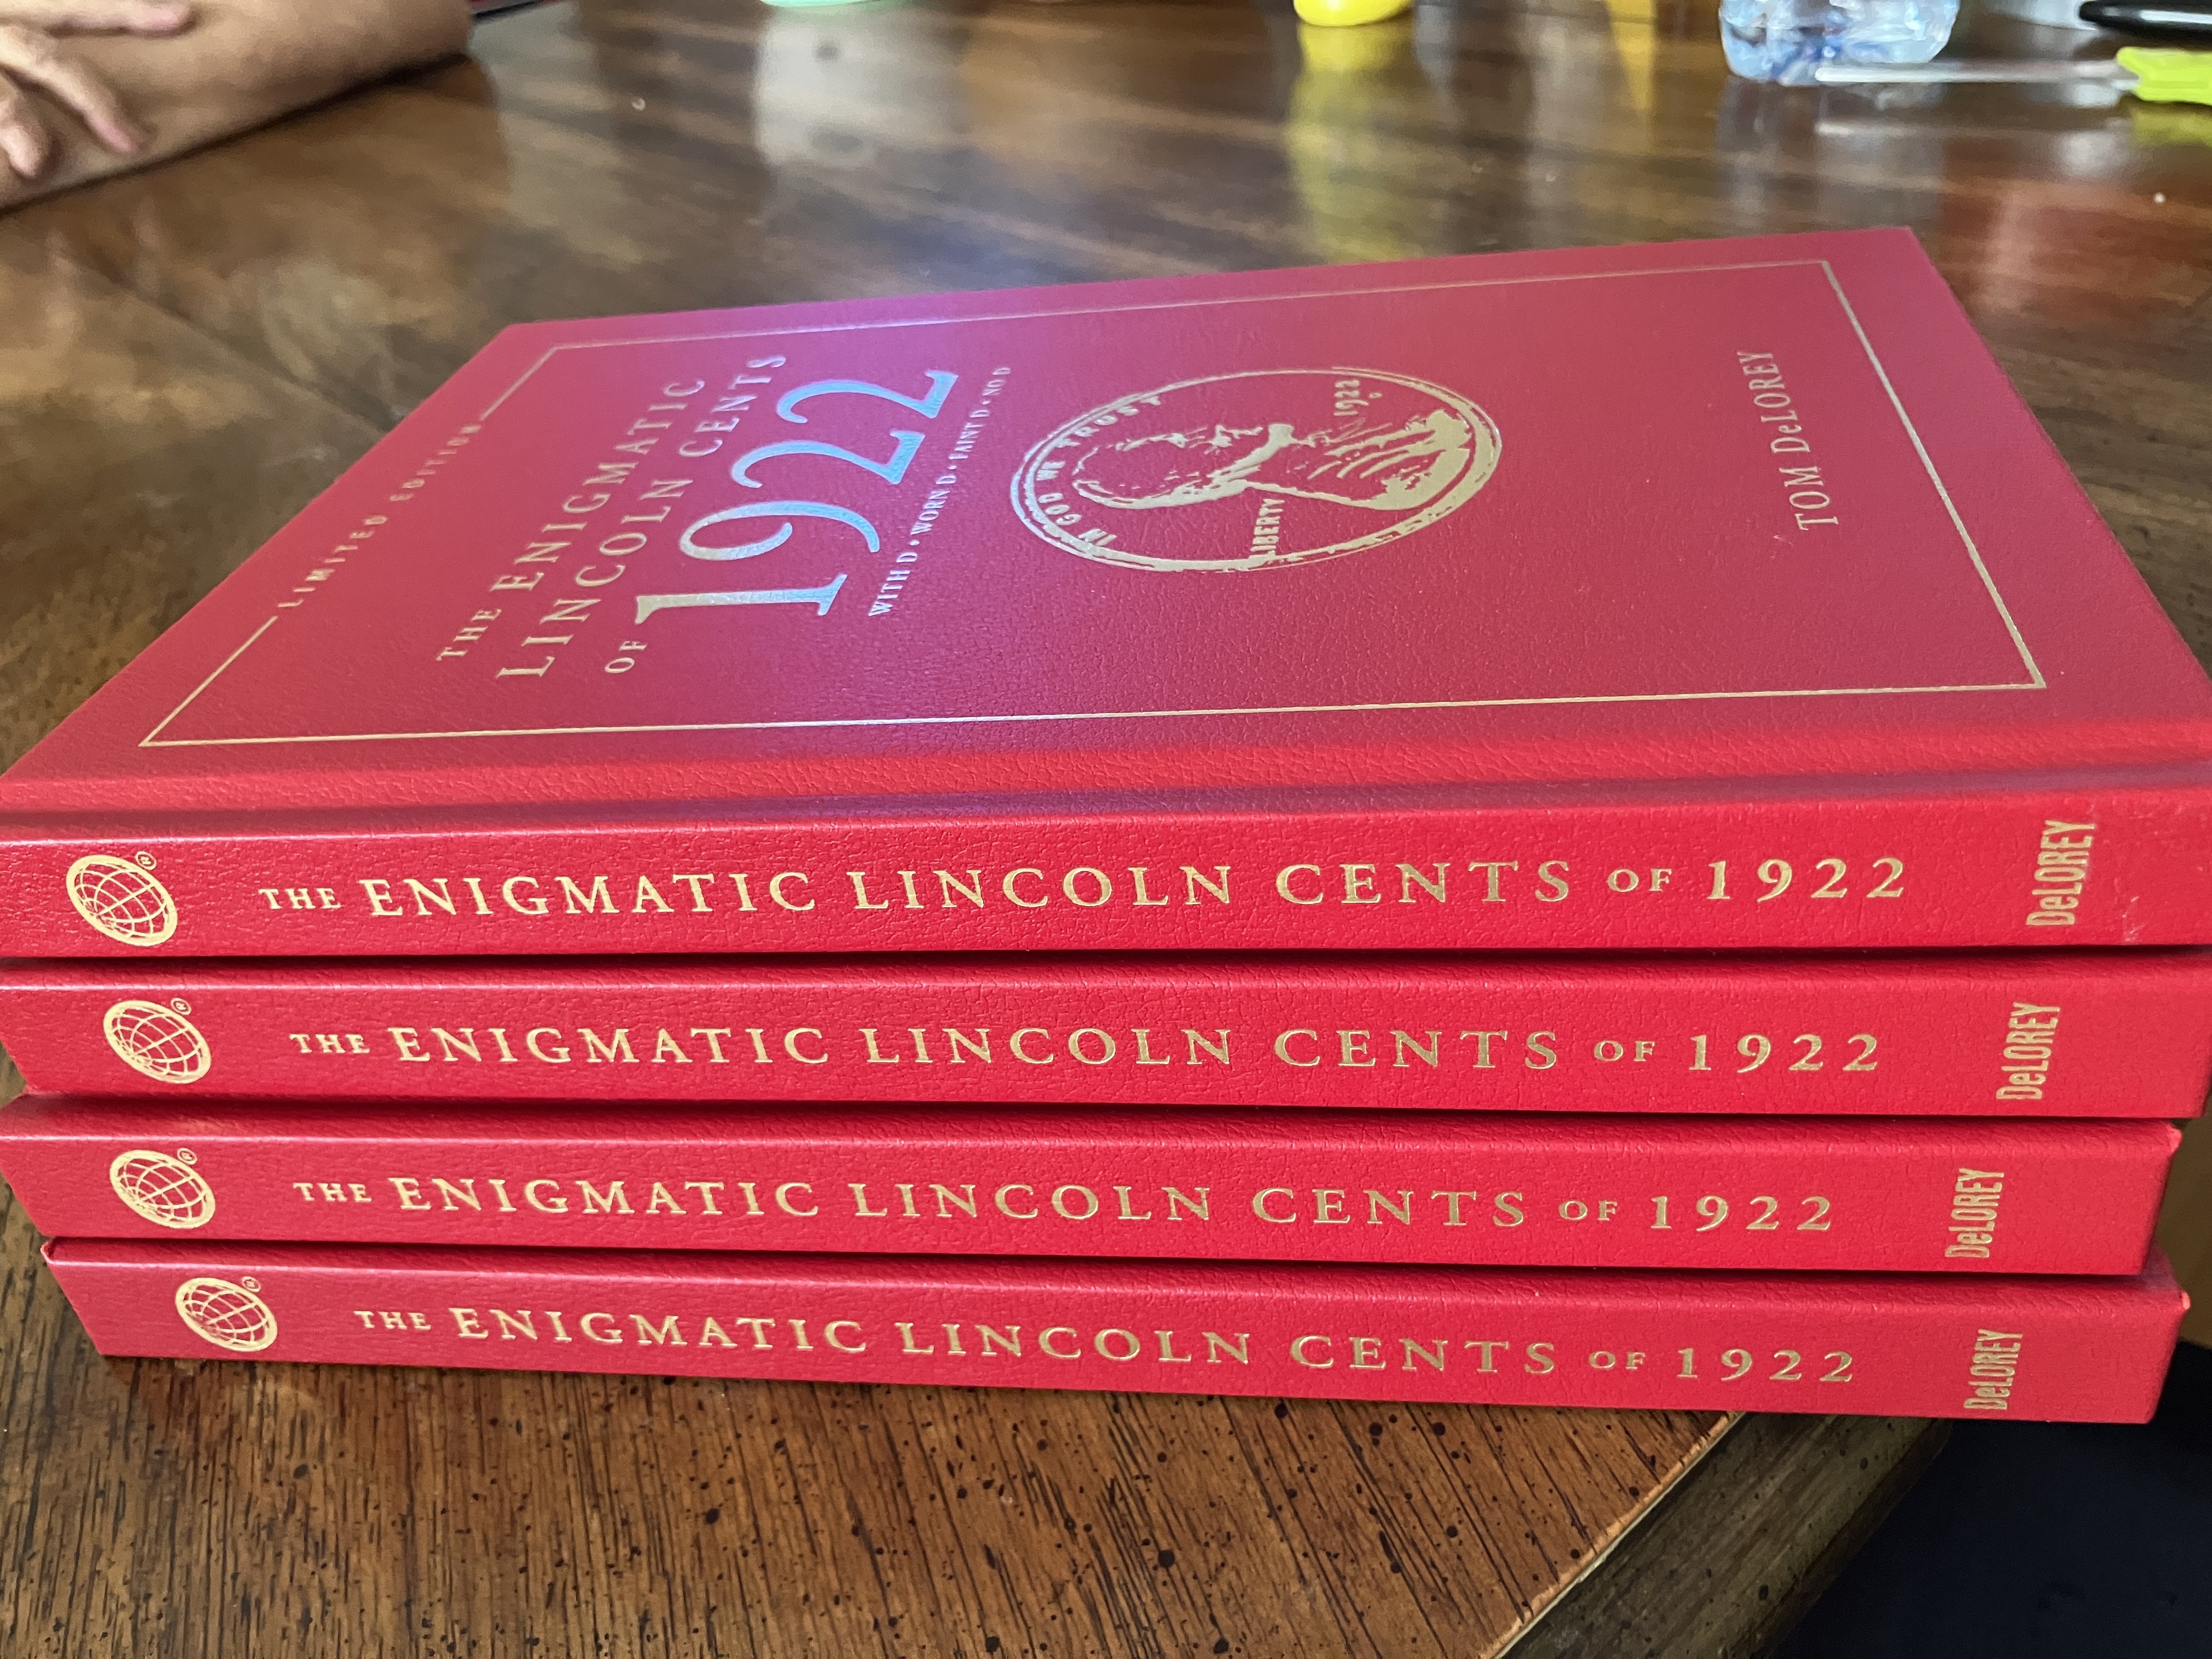 LIMITED EDITION
THE ENIGMATIC
LINCOLN CENTS
OF 1922
WITH D • WORN D • FAINT D • NO D
IN GOD WE TRUST
LIBERTY
1922
D
TOM DeLOREY
® THE ENIGMATIC LINCOLN CENTS OF 1922 DeLOREY
® THE ENIGMATIC LINCOLN CENTS OF 1922 DeLOREY
® THE ENIGMATIC LINCOLN CENTS OF 1922 DeLOREY
® THE ENIGMATIC LINCOLN CENTS OF 1922 DeLOREY